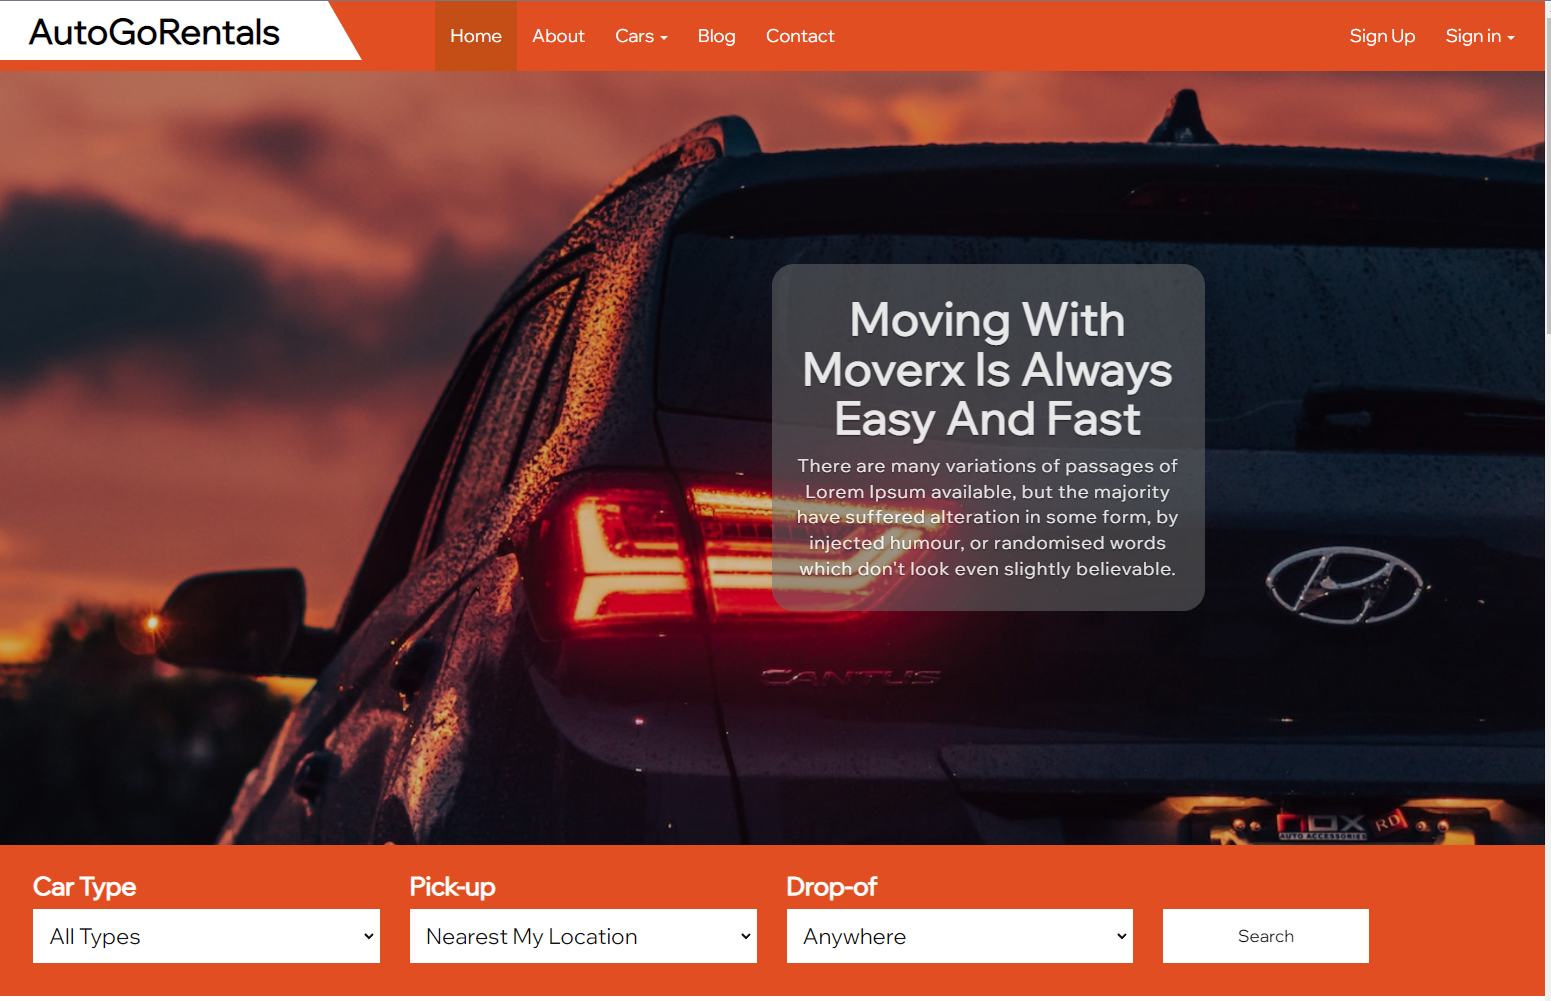 AutoGoRentals
Home About Cars Blog Contact Sign Up Sign in
Moving With
Moverx Is Always
Easy And Fast
There are many variations of passages of
Lorem Ipsum available, but the majority
have suffered alteration in some form, by
injected humour, or randomised words
which don't look even slightly believable.
CANTUS
RD
AUTO ACCESSORIES
Car Type Pick-up Drop-of
All Types Nearest My Location Anywhere Search